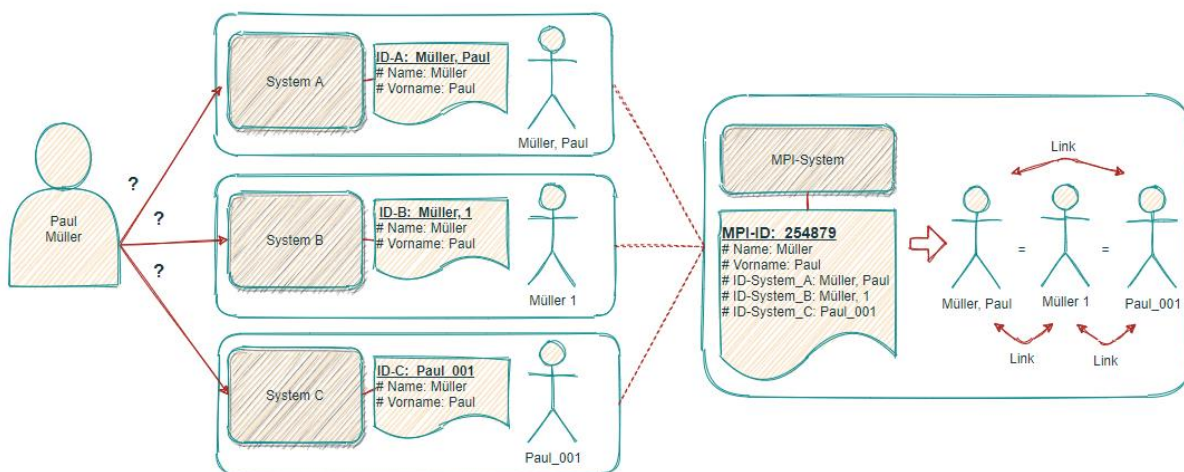 Paul
Müller
?
?
?
System A
ID-A: Müller, Paul
# Name: Müller
# Vorname: Paul
Müller, Paul
System B
ID-B: Müller, 1
# Name: Müller
# Vorname: Paul
Müller 1
System C
ID-C: Paul_001
# Name: Müller
# Vorname: Paul
Paul_001
MPI-System
MPI-ID: 254879
# Name: Müller
# Vorname: Paul
# ID-System_A: Müller, Paul
# ID-System_B: Müller, 1
# ID-System_C: Paul_001
Link
= =
Müller, Paul Müller 1 Paul_001
Link Link